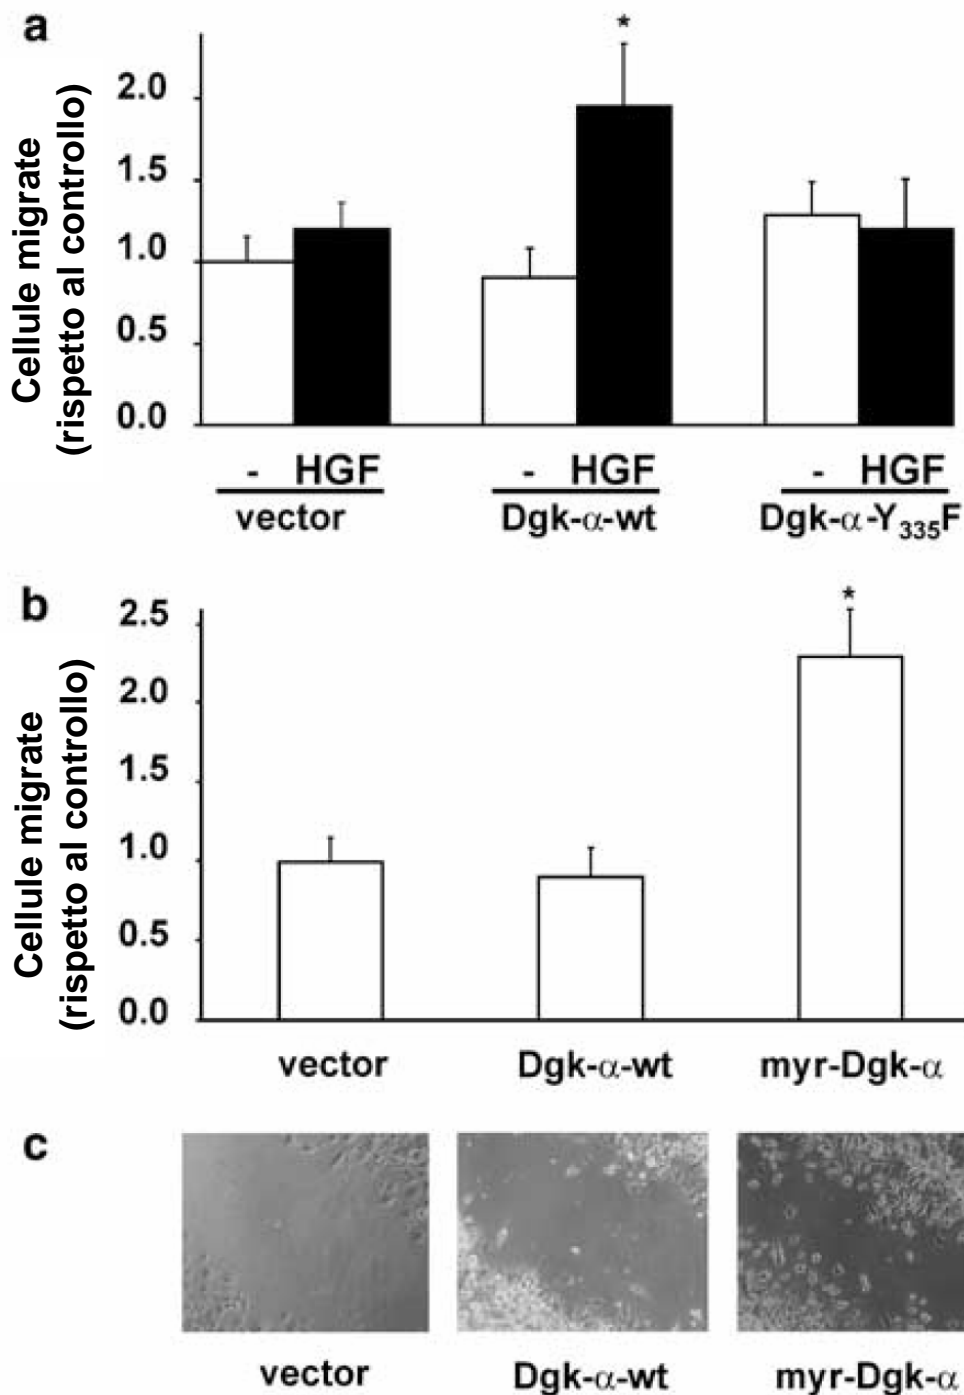 a
*
Cellule migrate
(rispetto al controllo)
2.0
1.5
1.0
0.5
0.0
- HGF - HGF - HGF
vector Dgk-α-wt Dgk-α-Y₃₃₅F
b
*
Cellule migrate
(rispetto al controllo)
2.5
2.0
1.5
1.0
0.5
0.0
vector Dgk-α-wt myr-Dgk-α
c
vector Dgk-α-wt myr-Dgk-α